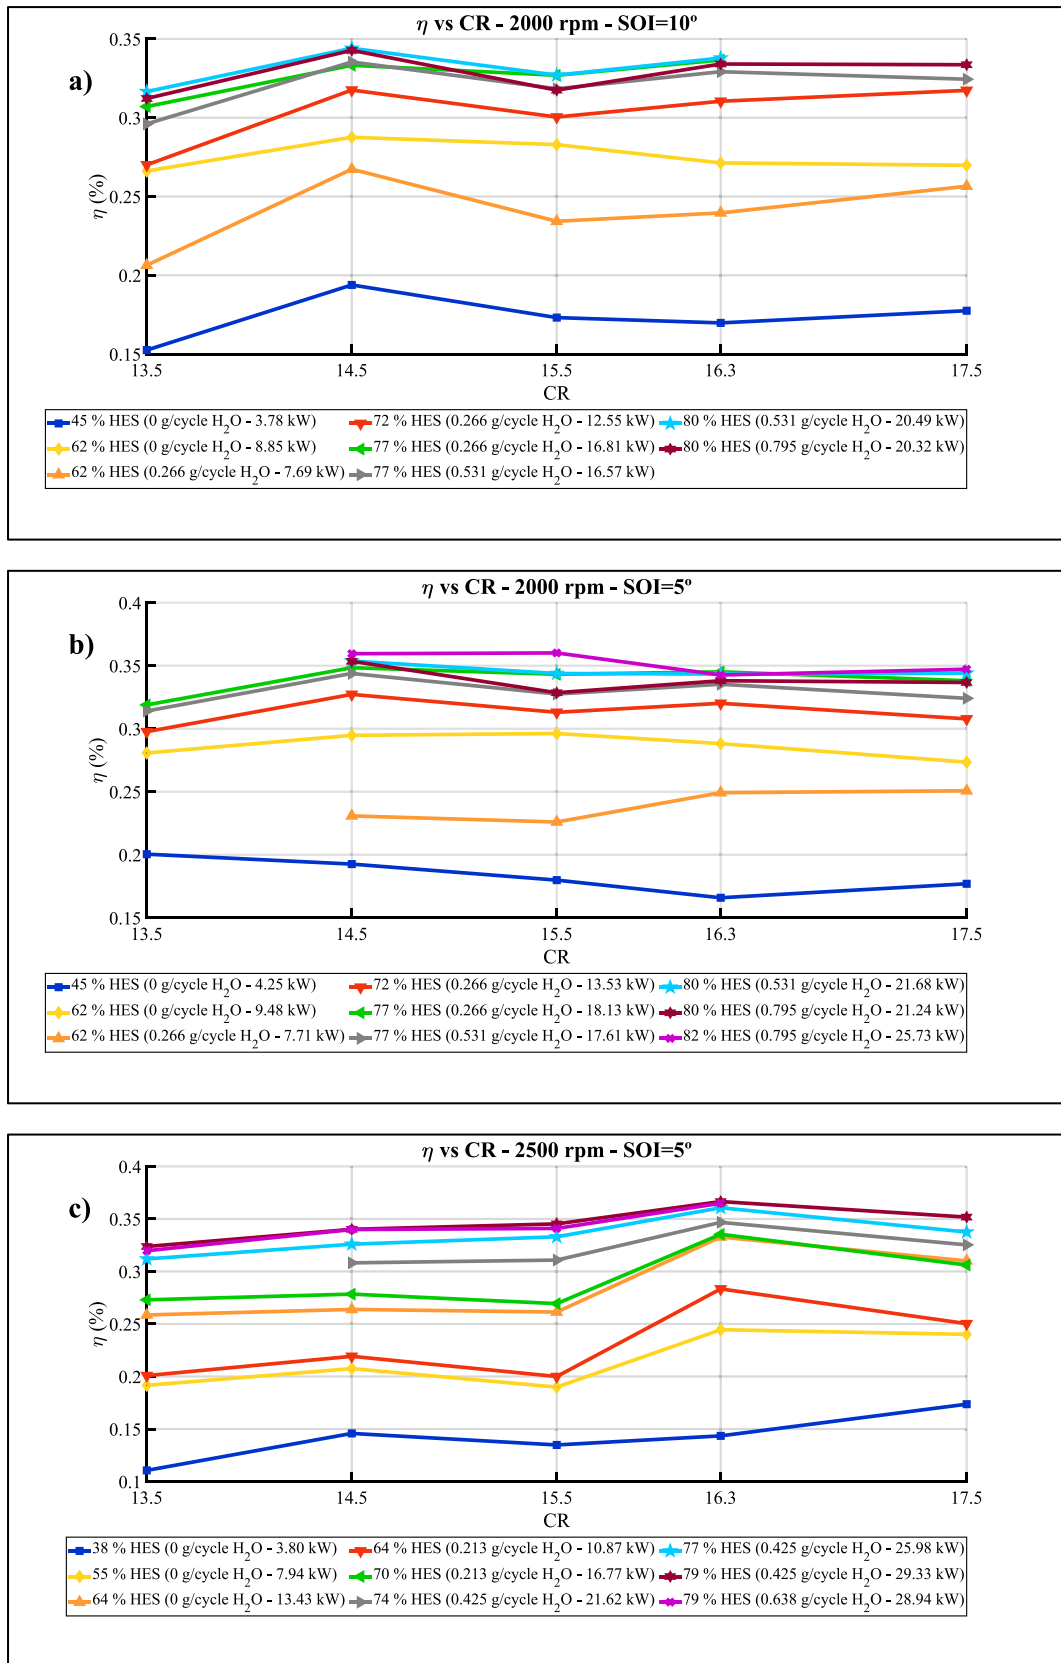 η vs CR - 2000 rpm - SOI=10º
a)
0.35
0.3
0.25
0.2
0.15
η (%)
13.5 14.5 15.5 16.3 17.5
CR
45 % HES (0 g/cycle H2O - 3.78 kW) 72 % HES (0.266 g/cycle H2O - 12.55 kW) 80 % HES (0.531 g/cycle H2O - 20.49 kW)
62 % HES (0 g/cycle H2O - 8.85 kW) 77 % HES (0.266 g/cycle H2O - 16.81 kW) 80 % HES (0.795 g/cycle H2O - 20.32 kW)
62 % HES (0.266 g/cycle H2O - 7.69 kW) 77 % HES (0.531 g/cycle H2O - 16.57 kW)
η vs CR - 2000 rpm - SOI=5º
b)
0.4
0.35
0.3
0.25
0.2
0.15
η (%)
13.5 14.5 15.5 16.3 17.5
CR
45 % HES (0 g/cycle H2O - 4.25 kW) 72 % HES (0.266 g/cycle H2O - 13.53 kW) 80 % HES (0.531 g/cycle H2O - 21.68 kW)
62 % HES (0 g/cycle H2O - 9.48 kW) 77 % HES (0.266 g/cycle H2O - 18.13 kW) 80 % HES (0.795 g/cycle H2O - 21.24 kW)
62 % HES (0.266 g/cycle H2O - 7.71 kW) 77 % HES (0.531 g/cycle H2O - 17.61 kW) 82 % HES (0.795 g/cycle H2O - 25.73 kW)
η vs CR - 2500 rpm - SOI=5º
c)
0.4
0.35
0.3
0.25
0.2
0.15
0.1
η (%)
13.5 14.5 15.5 16.3 17.5
CR
38 % HES (0 g/cycle H2O - 3.80 kW) 64 % HES (0.213 g/cycle H2O - 10.87 kW) 77 % HES (0.425 g/cycle H2O - 25.98 kW)
55 % HES (0 g/cycle H2O - 7.94 kW) 70 % HES (0.213 g/cycle H2O - 16.77 kW) 79 % HES (0.425 g/cycle H2O - 29.33 kW)
64 % HES (0 g/cycle H2O - 13.43 kW) 74 % HES (0.425 g/cycle H2O - 21.62 kW) 79 % HES (0.638 g/cycle H2O - 28.94 kW)